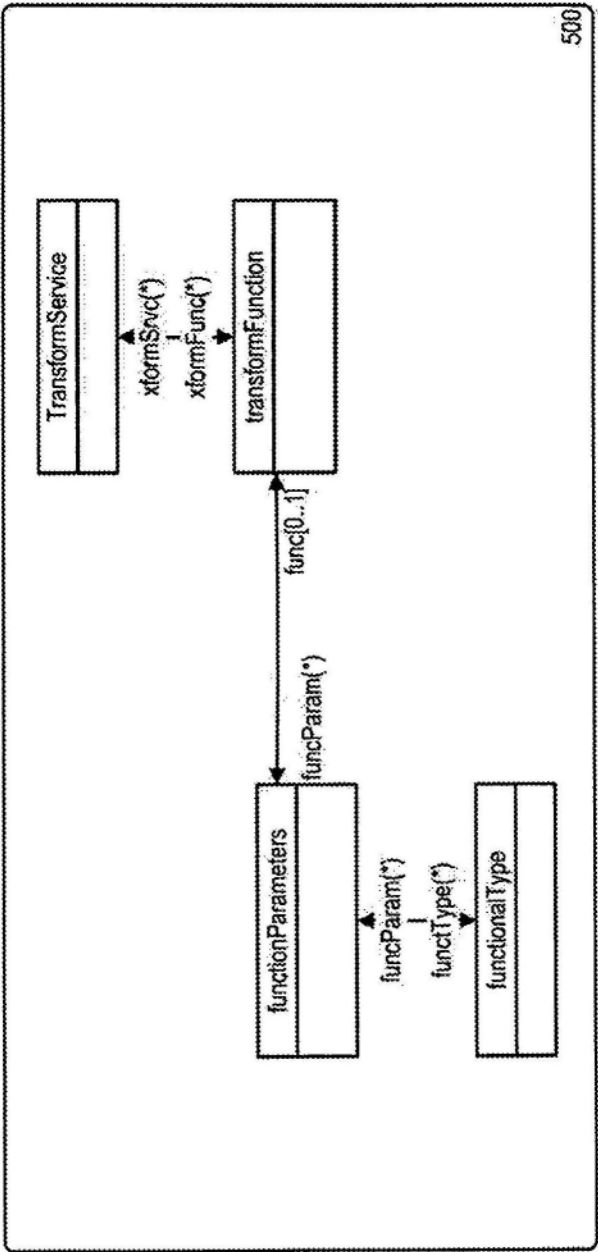 500
TransformService
xformSrvc(*)
xformFunc(*)
transformFunction
func[0..1]
funcParam(*)
functionParameters
funcParam(*)
functType(*)
functionalType